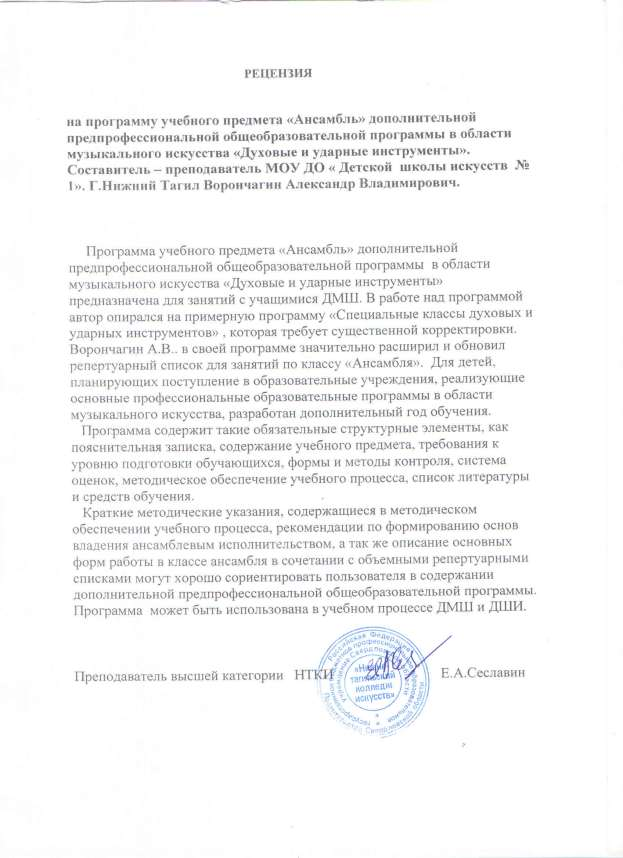 РЕЦЕНЗИЯ
на программу учебного предмета «Ансамбль» дополнительной
предпрофессиональной общеобразовательной программы в области
музыкального искусства «Духовые и ударные инструменты».
Составитель – преподаватель МОУ ДО « Детской школы искусств №
1». Г.Нижний Тагил Ворончагин Александр Владимирович.
Программа учебного предмета «Ансамбль» дополнительной
предпрофессиональной общеобразовательной программы в области
музыкального искусства «Духовые и ударные инструменты»
предназначена для занятий с учащимися ДМШ. В работе над программой
автор опирался на примерную программу «Специальные классы духовых и
ударных инструментов» , которая требует существенной корректировки.
Ворончагин А.В.. в своей программе значительно расширил и обновил
репертуарный список для занятий по классу «Ансамбля». Для детей,
планирующих поступление в образовательные учреждения, реализующие
основные профессиональные образовательные программы в области
музыкального искусства, разработан дополнительный год обучения.
Программа содержит такие обязательные структурные элементы, как
пояснительная записка, содержание учебного предмета, требования к
уровню подготовки обучающихся, формы и методы контроля, система
оценок, методическое обеспечение учебного процесса, список литературы
и средств обучения.
Краткие методические указания, содержащиеся в методическом
обеспечении учебного процесса, рекомендации по формированию основ
владения ансамблевым исполнительством, а так же описание основных
форм работы в классе ансамбля в сочетании с объемными репертуарными
списками могут хорошо сориентировать пользователя в содержании
дополнительной предпрофессиональной общеобразовательной программы.
Программа может быть использована в учебном процессе ДМШ и ДШИ.
Преподаватель высшей категории НТКИ Е.А.Сеславин
Российская Федерация
тагильский
колледж
искусств»